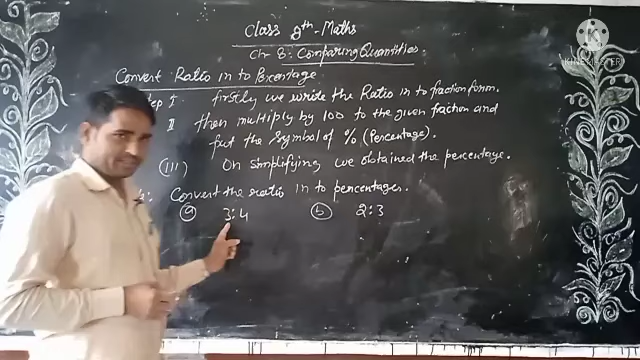 Class 8th - Maths
Ch 8: Comparing Quantities.
Convert Ratio in to Percentage
I firstly we write the Ratio in to fraction form.
II then multiply by 100 to the given fraction and
put the symbol of % (Percentage).
(III) On simplifying we obtained the percentage.
Convert the ratio in to percentages.
(a) 3:4 (b) 2:3
KINEMASTER